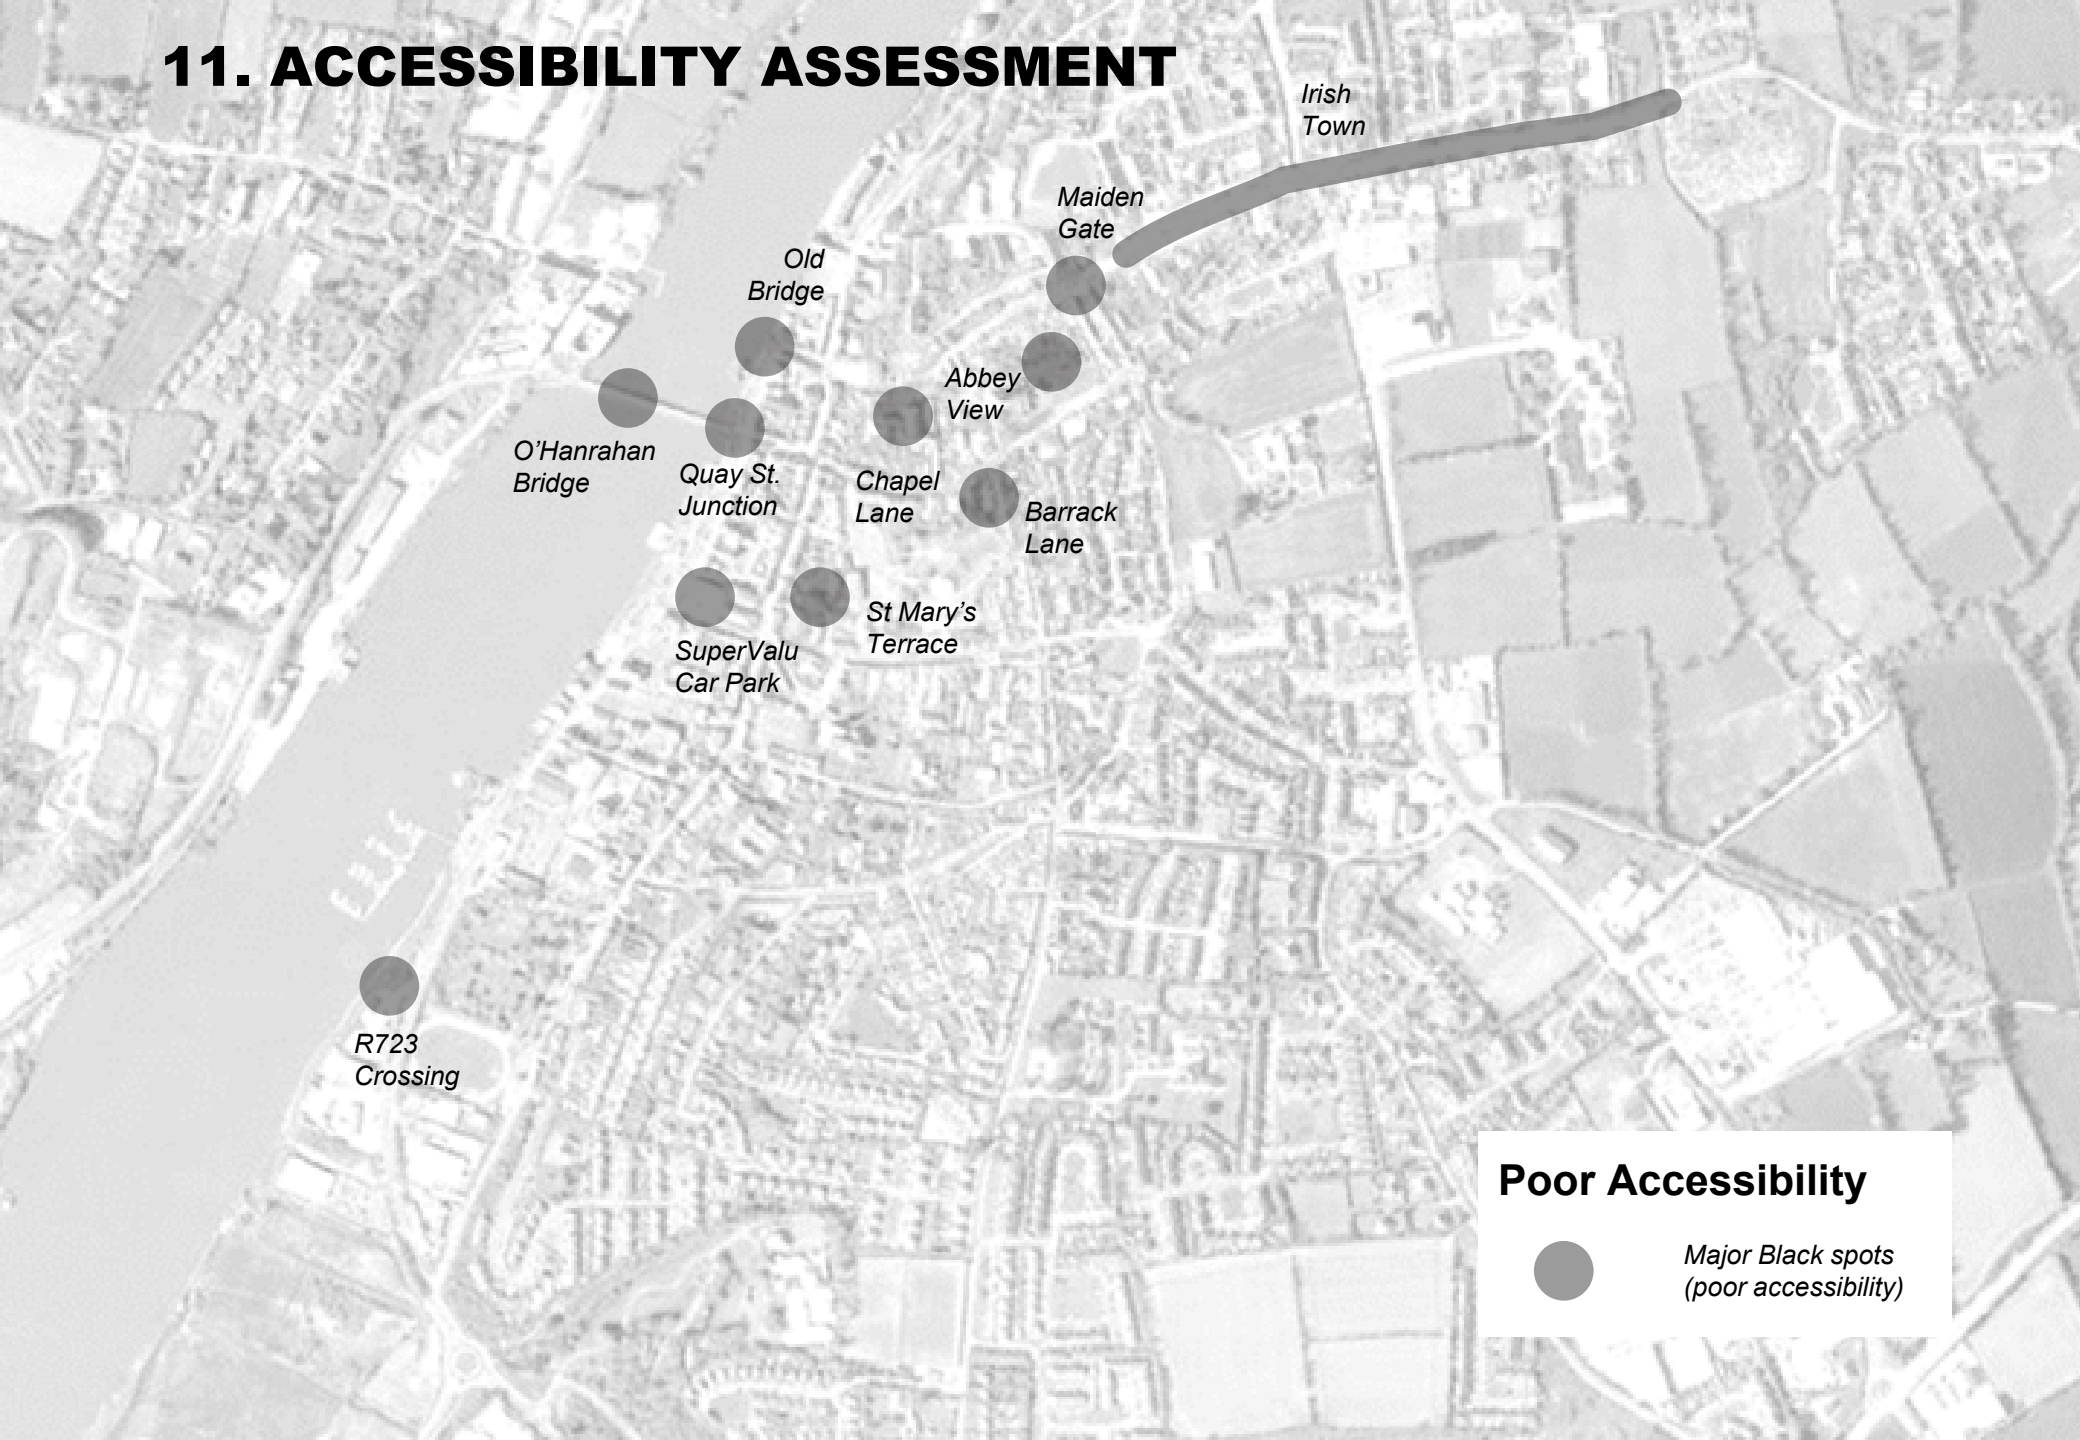 11. ACCESSIBILITY ASSESSMENT
Irish
Town
Maiden
Gate
Old
Bridge
Abbey
View
O’Hanrahan
Bridge
Quay St.
Junction
Chapel
Lane
Barrack
Lane
St Mary’s
Terrace
SuperValu
Car Park
R723
Crossing
Poor Accessibility
Major Black spots
(poor accessibility)